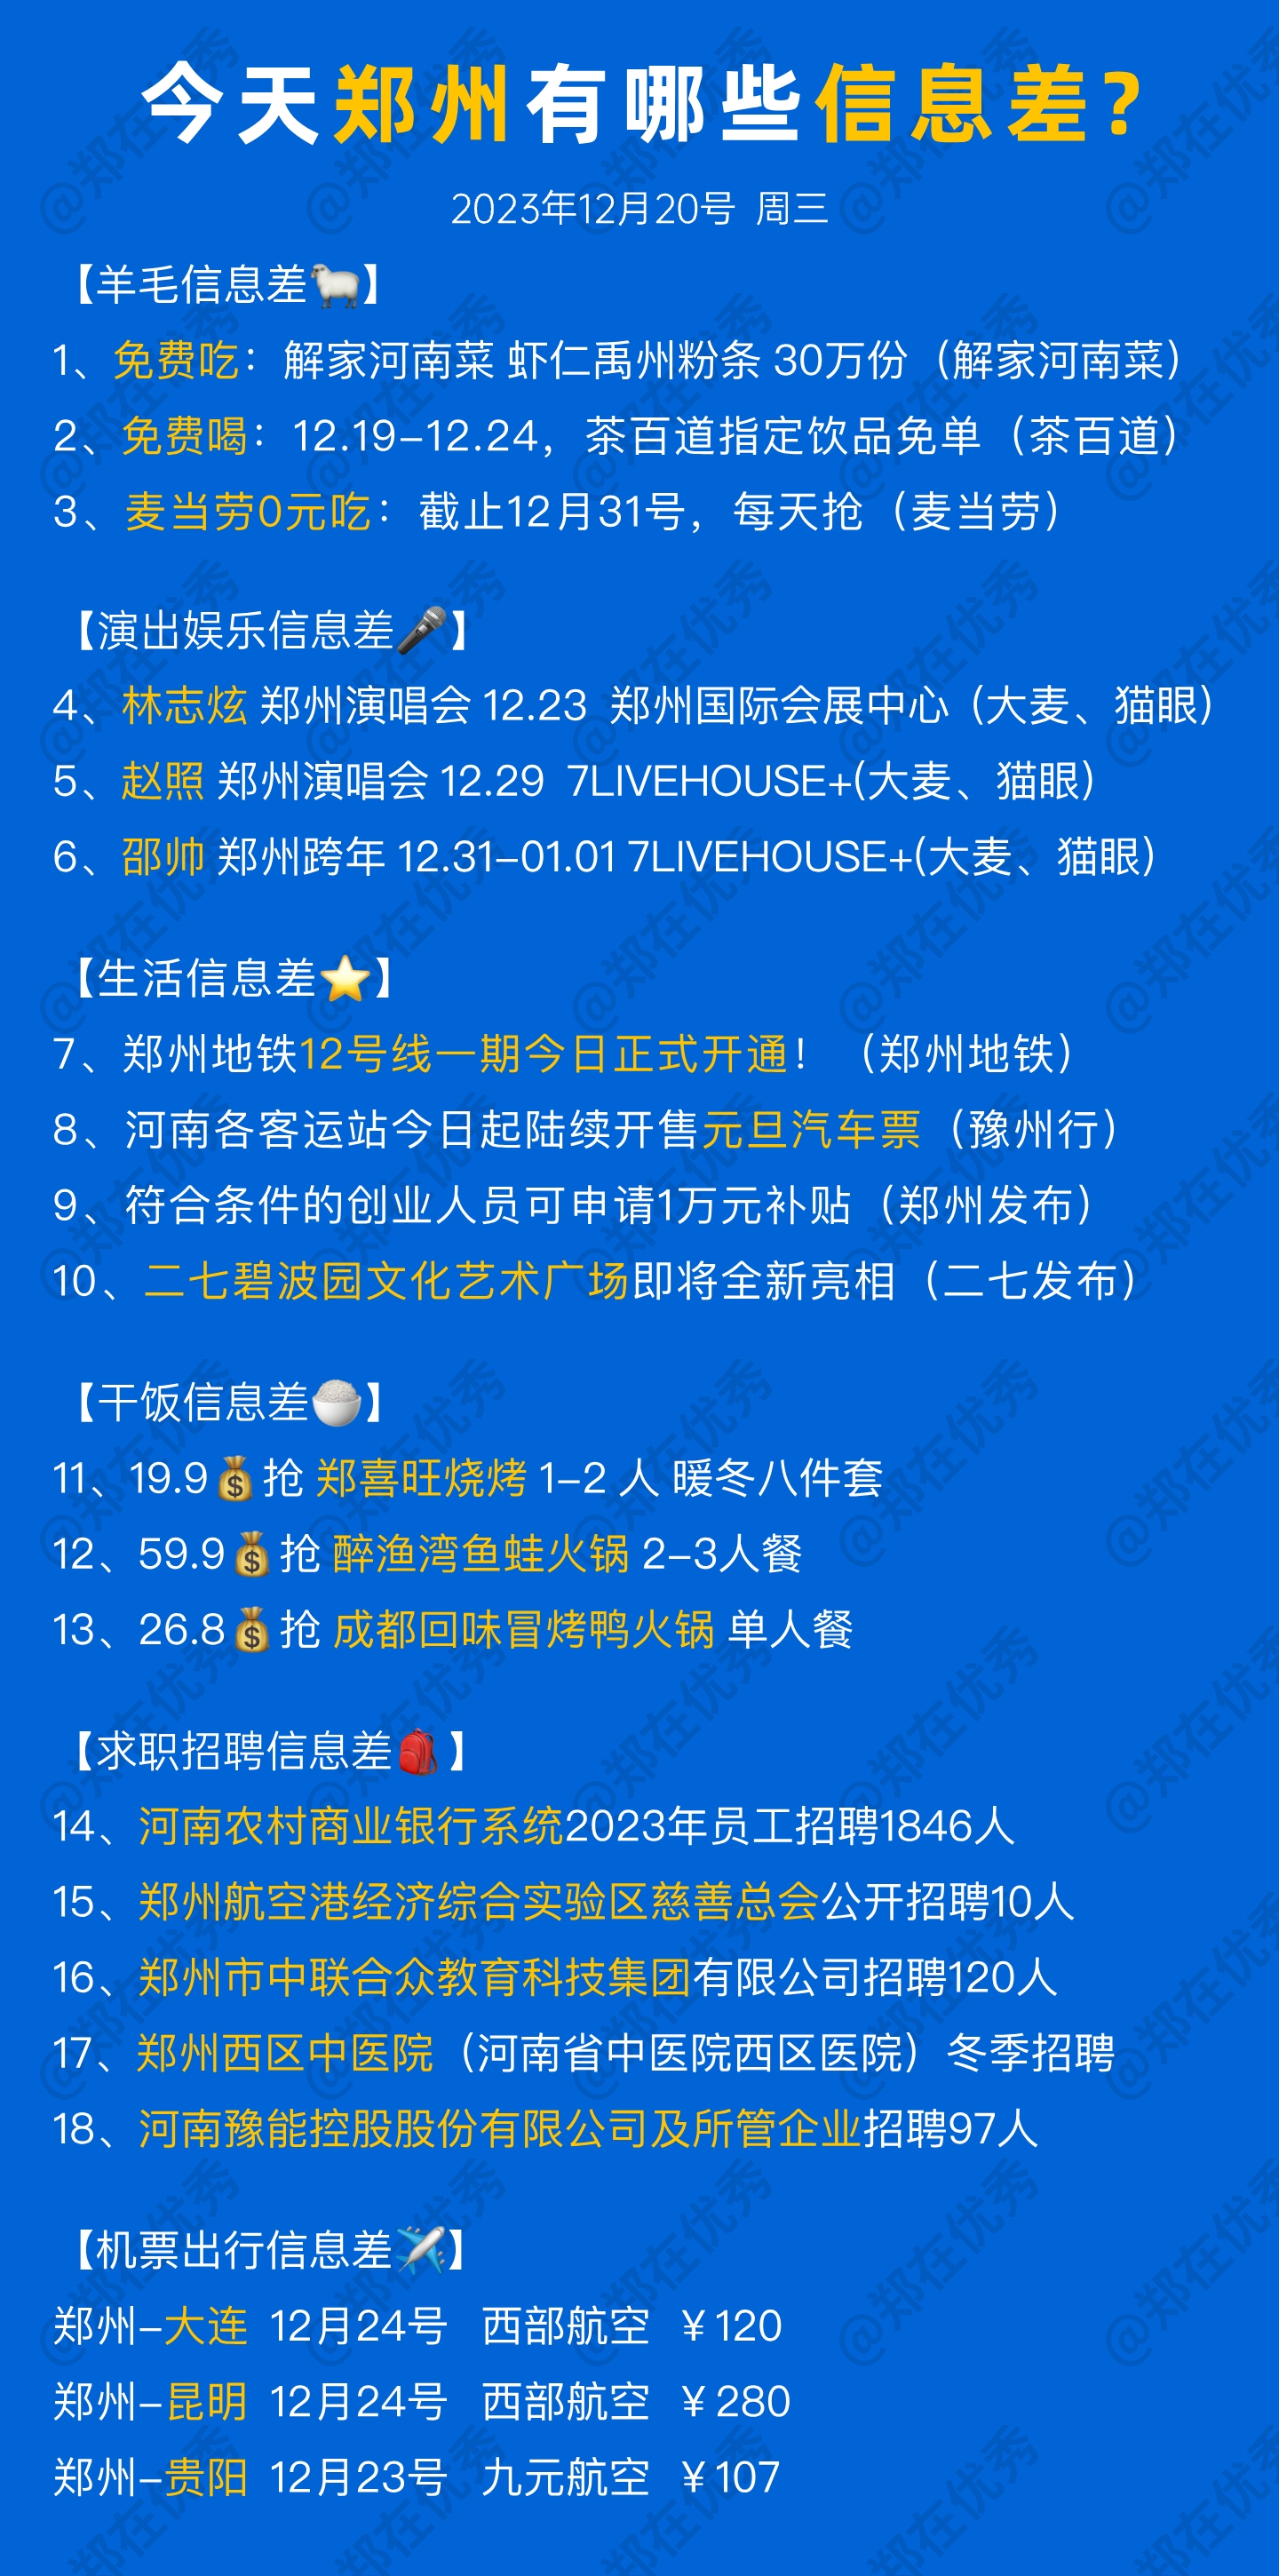 今天郑州有哪些信息差?
2023年12月20号 周三
【羊毛信息差🐑】
1、免费吃：解家河南菜 虾仁禹州粉条 30万份（解家河南菜）
2、免费喝：12.19-12.24，茶百道指定饮品免单（茶百道）
3、麦当劳0元吃：截止12月31号，每天抢（麦当劳）
【演出娱乐信息差🎤】
4、林志炫 郑州演唱会 12.23 郑州国际会展中心（大麦、猫眼）
5、赵照 郑州演唱会 12.29 7LIVEHOUSE+(大麦、猫眼）
6、邵帅 郑州跨年 12.31-01.01 7LIVEHOUSE+(大麦、猫眼）
【生活信息差⭐】
7、郑州地铁12号线一期今日正式开通！（郑州地铁）
8、河南各客运站今日起陆续开售元旦汽车票（豫州行）
9、符合条件的创业人员可申请1万元补贴（郑州发布）
10、二七碧波园文化艺术广场即将全新亮相（二七发布）
【干饭信息差🍚】
11、19.9💰抢 郑喜旺烧烤 1-2 人 暖冬八件套
12、59.9💰抢 醉渔湾鱼蛙火锅 2-3人餐
13、26.8💰抢 成都回味冒烤鸭火锅 单人餐
【求职招聘信息差🎒】
14、河南农村商业银行系统2023年员工招聘1846人
15、郑州航空港经济综合实验区慈善总会公开招聘10人
16、郑州市中联合众教育科技集团有限公司招聘120人
17、郑州西区中医院（河南省中医院西区医院）冬季招聘
18、河南豫能控股股份有限公司及所管企业招聘97人
【机票出行信息差✈️】
郑州-大连 12月24号 西部航空 ￥120
郑州-昆明 12月24号 西部航空 ￥280
郑州-贵阳 12月23号 九元航空 ￥107
@郑在优秀